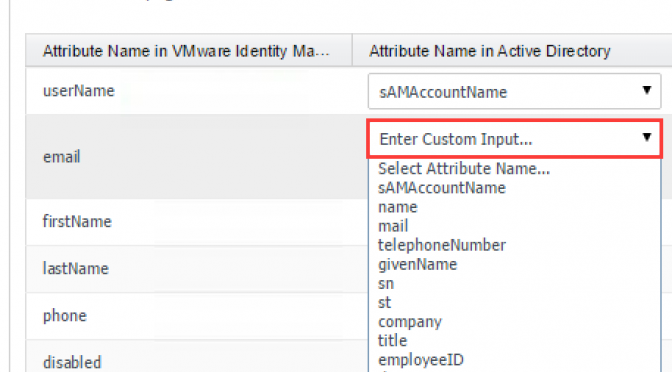 Attribute Name in VMware Identity Ma... Attribute Name in Active Directory
userName sAMAccountName
Enter Custom Input...
email
Select Attribute Name...
sAMAccountName
name
mail
firstName
telephoneNumber
givenName
lastName
sn
st
phone
company
title
disabled
employeeID